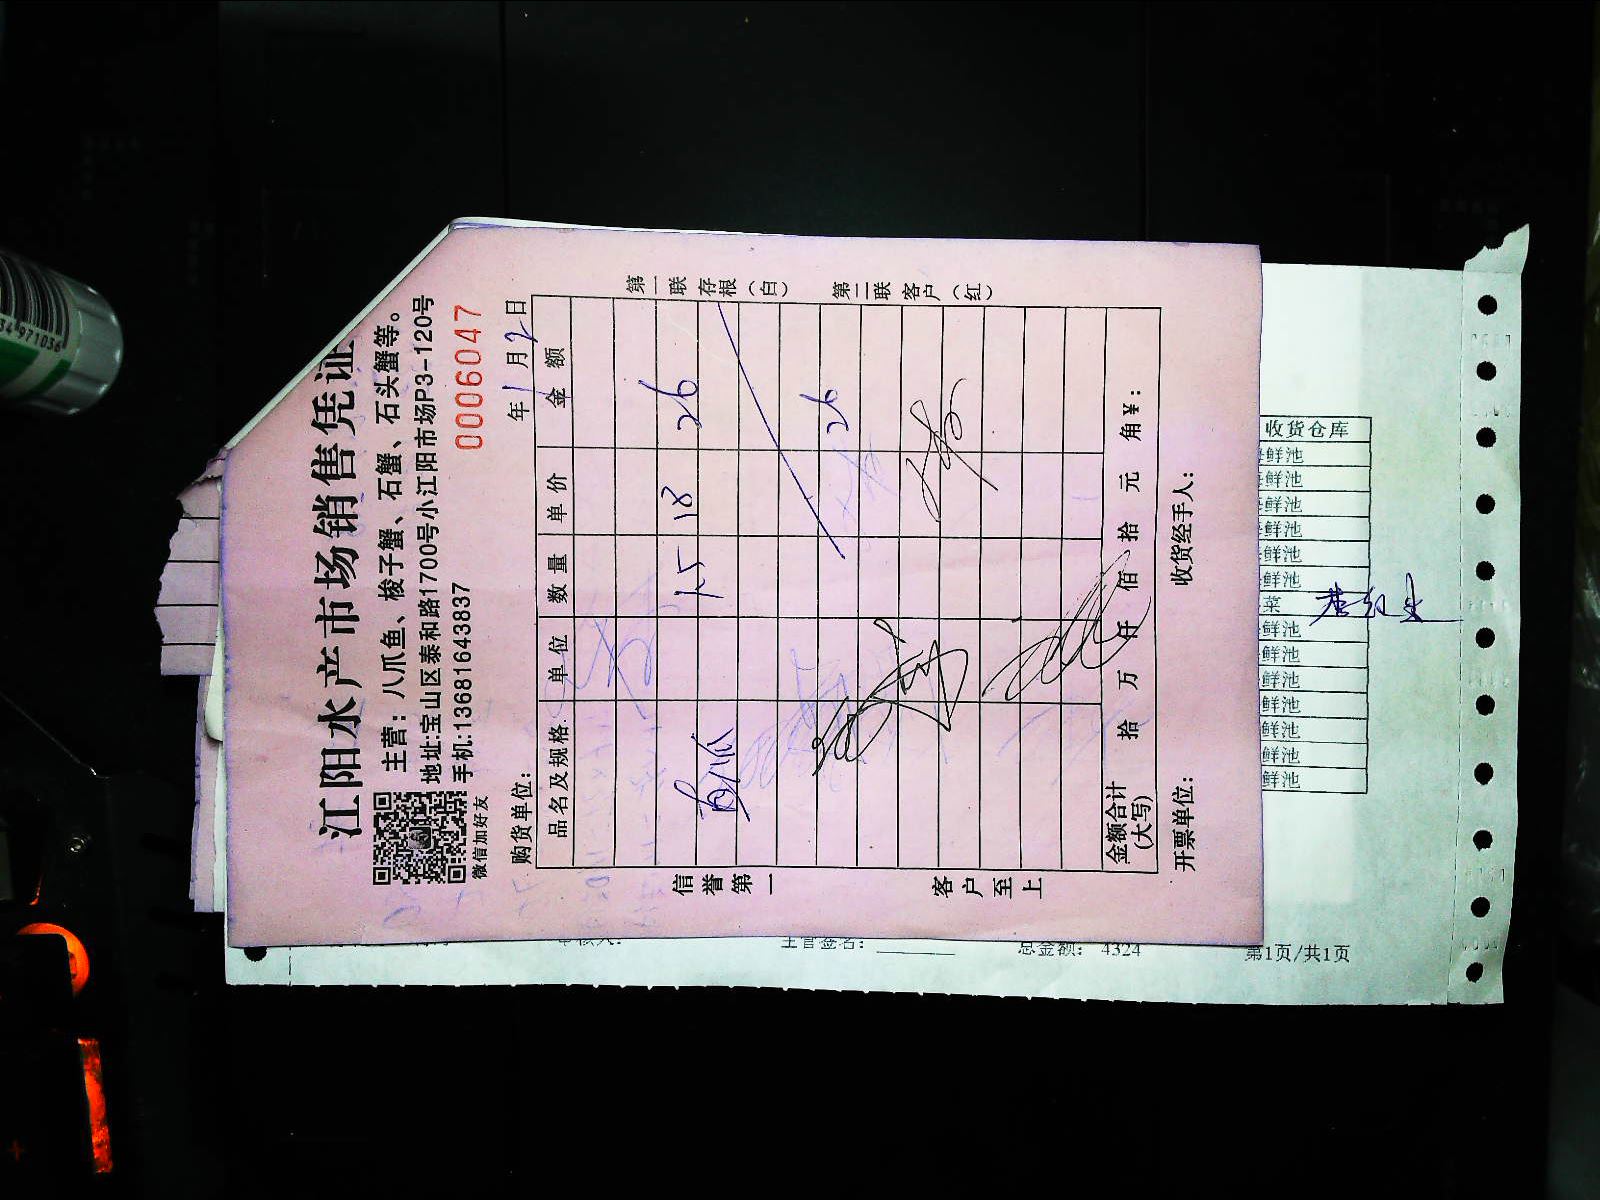 江阳水产市场销售凭证
主营：八爪鱼、梭子蟹、石蟹、石头蟹等。
地址:宝山区泰和路1700号小江阳市场P3-120号
手机:13681643837
微信加好友
0006047
购货单位:
年1月2日
品名及规格 单位 数量 单价 金额
1.5 18 26
26
金额合计(大写) 拾 万 仟 佰 拾 元 角 ¥:
开票单位: 收货经手人:
信誉第一 客户至上
第一联存根(白) 第二联客户(红)
收货仓库
鲜池
鲜池
鲜池
鲜池
鲜池
鲜池
菜
鲜池
鲜池
鲜池
鲜池
鲜池
鲜池
鲜池
主管签名:
总金额: 4324
第1页/共1页
971036